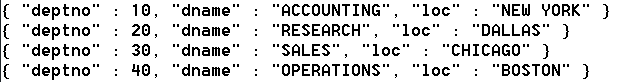 { "deptno" : 10, "dname" : "ACCOUNTING", "loc" : "NEW YORK" }
{ "deptno" : 20, "dname" : "RESEARCH", "loc" : "DALLAS" }
{ "deptno" : 30, "dname" : "SALES", "loc" : "CHICAGO" }
{ "deptno" : 40, "dname" : "OPERATIONS", "loc" : "BOSTON" }